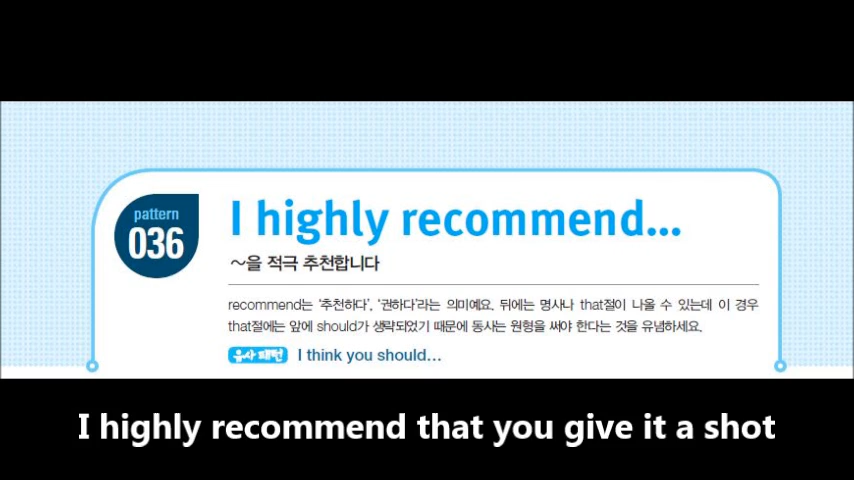 pattern
036
I highly recommend...
~을 적극 추천합니다
recommend는 '추천하다', '권하다'라는 의미예요. 뒤에는 명사나 that절이 나올 수 있는데 이 경우
that절에는 앞에 should가 생략되었기 때문에 동사는 원형을 써야 한다는 것을 유념하세요.
유사 패턴 I think you should...
I highly recommend that you give it a shot